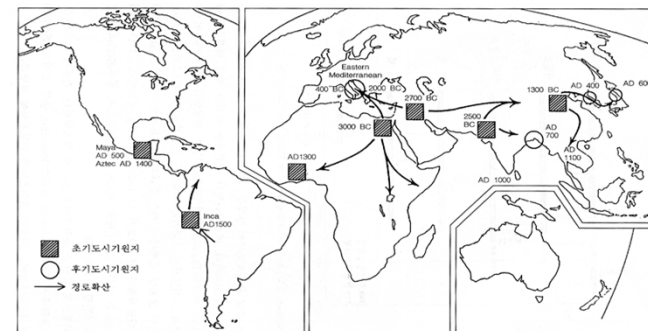 Eastern
Mediterranean
400 BC
2000 BC
2700 BC
1300 BC
AD 400
AD 600
3000 BC
2500
BC
AD
700
AD
1100
AD 1000
Maya
AD 500
Aztec AD 1400
AD1300
Inca
AD1500
초기도시기원지
후기도시기원지
경로확산